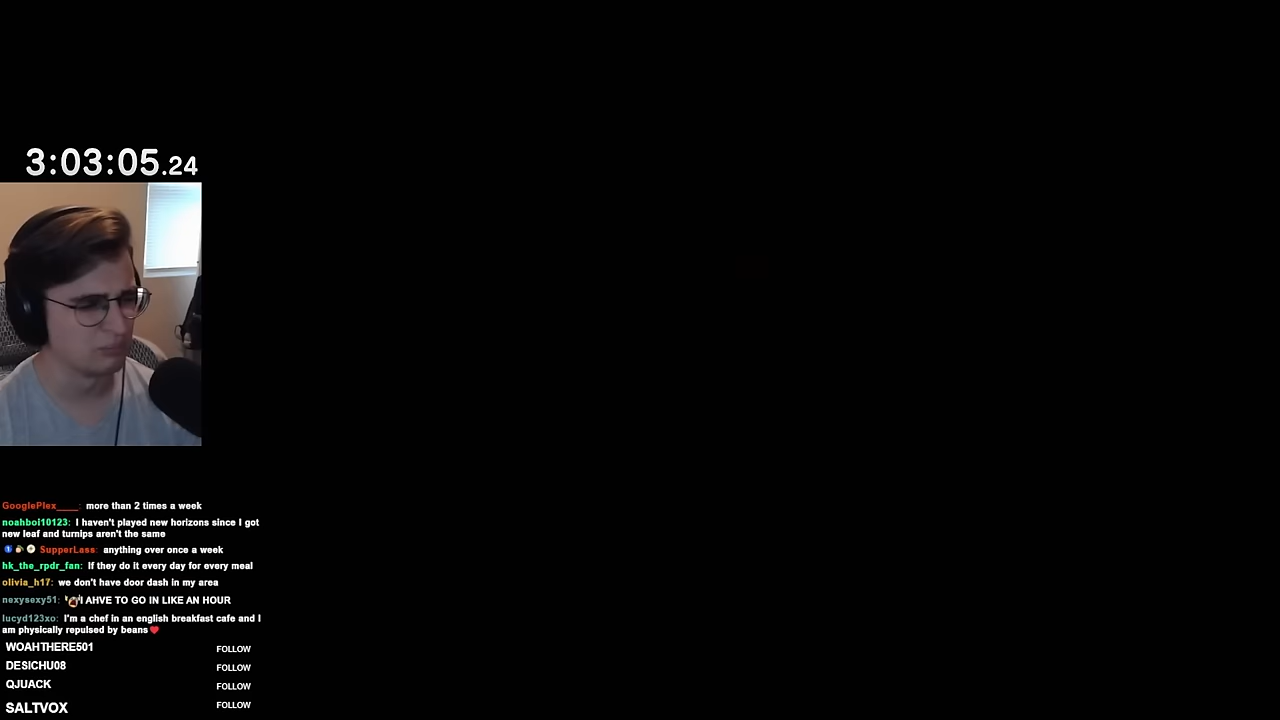 3:03:05.24
GooglePlex____: more than 2 times a week
noahboi10123: I haven't played new horizons since I got
new leaf and turnips aren't the same
SupperLass: anything over once a week
hk_the_rpdr_fan: If they do it every day for every meal
olivia_h17: we don't have door dash in my area
nexysexy51: I AHVE TO GO IN LIKE AN HOUR
lucyd123xo: I'm a chef in an english breakfast cafe and I
am physically repulsed by beans
WOAHTHERE501 FOLLOW
DESICHU08 FOLLOW
QJUACK FOLLOW
SALTVOX FOLLOW